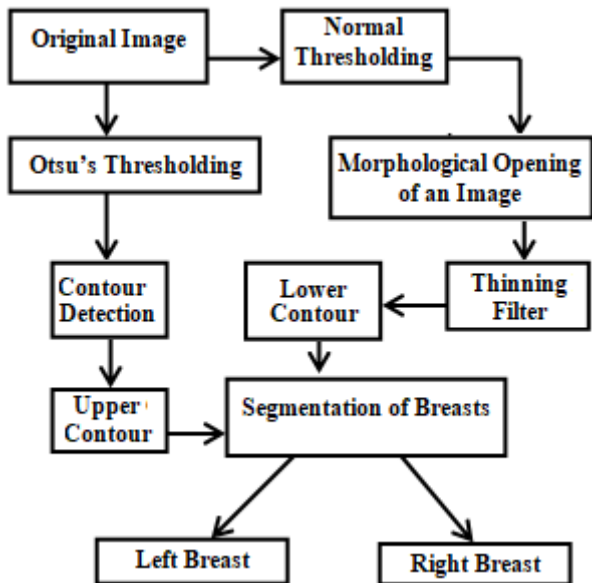 Original Image
Normal
Thresholding
Otsu's Thresholding
Morphological Opening
of an Image
Contour
Detection
Lower
Contour
Thinning
Filter
Upper
Contour
Segmentation of Breasts
Left Breast
Right Breast